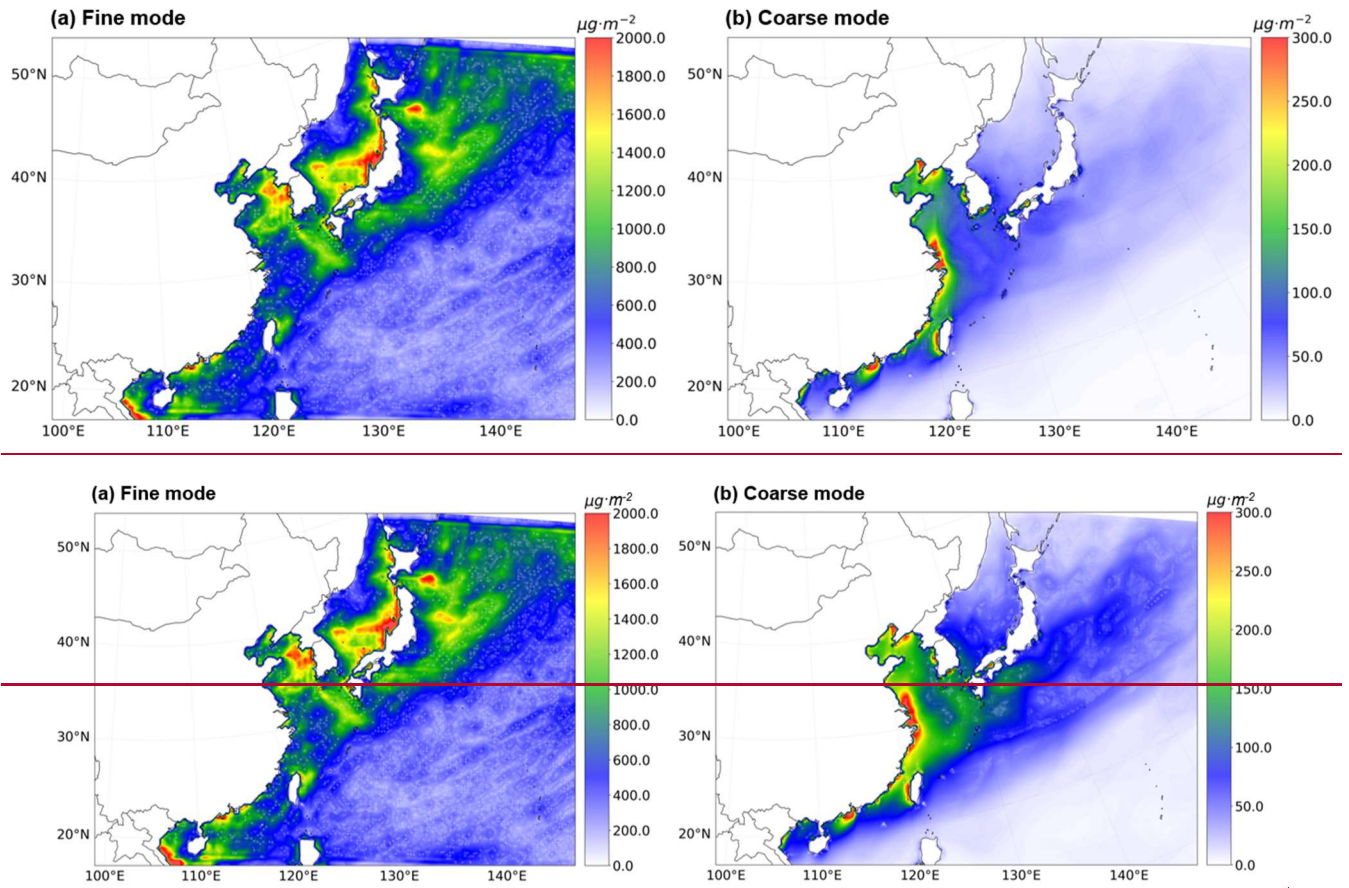 (a) Fine mode
(b) Coarse mode
μg·m−2
μg·m−2
2000.0
1800.0
1600.0
1400.0
1200.0
1000.0
800.0
600.0
400.0
200.0
0.0
50°N
40°N
30°N
20°N
100°E 110°E 120°E 130°E 140°E
300.0
250.0
200.0
150.0
100.0
50.0
0.0
50°N
40°N
30°N
20°N
100°E 110°E 120°E 130°E 140°E
(a) Fine mode
(b) Coarse mode
μg·m-2
μg·m-2
2000.0
1800.0
1600.0
1400.0
1200.0
1000.0
800.0
600.0
400.0
200.0
0.0
50°N
40°N
30°N
20°N
100°E 110°E 120°E 130°E 140°E
300.0
250.0
200.0
150.0
100.0
50.0
0.0
50°N
40°N
30°N
20°N
100°E 110°E 120°E 130°E 140°E